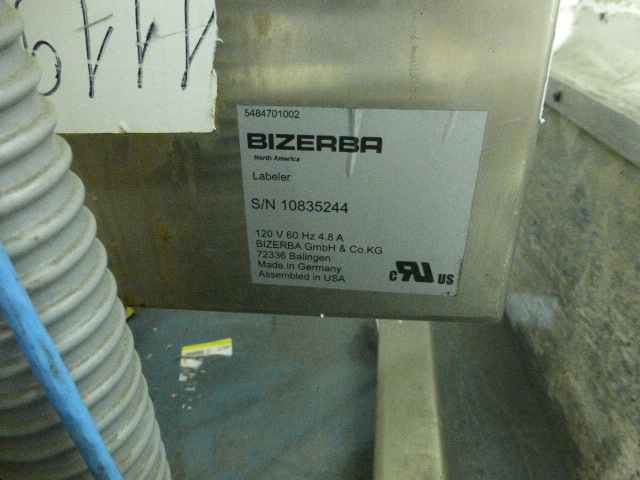 5484701002
BIZERBA
North America
Labeler
S/N 10835244
120 V 60 Hz 4.8 A
BIZERBA GmbH & Co.KG
72336 Balingen
Made in Germany
Assembled in USA
c RU US